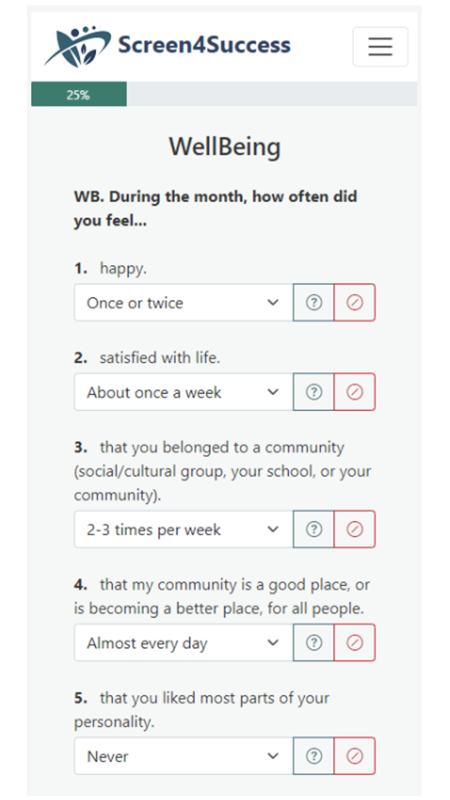 Screen4Success
25%
WellBeing
WB. During the month, how often did
you feel...
1. happy.
Once or twice
2. satisfied with life.
About once a week
3. that you belonged to a community
(social/cultural group, your school, or your
community).
2-3 times per week
4. that my community is a good place, or
is becoming a better place, for all people.
Almost every day
5. that you liked most parts of your
personality.
Never